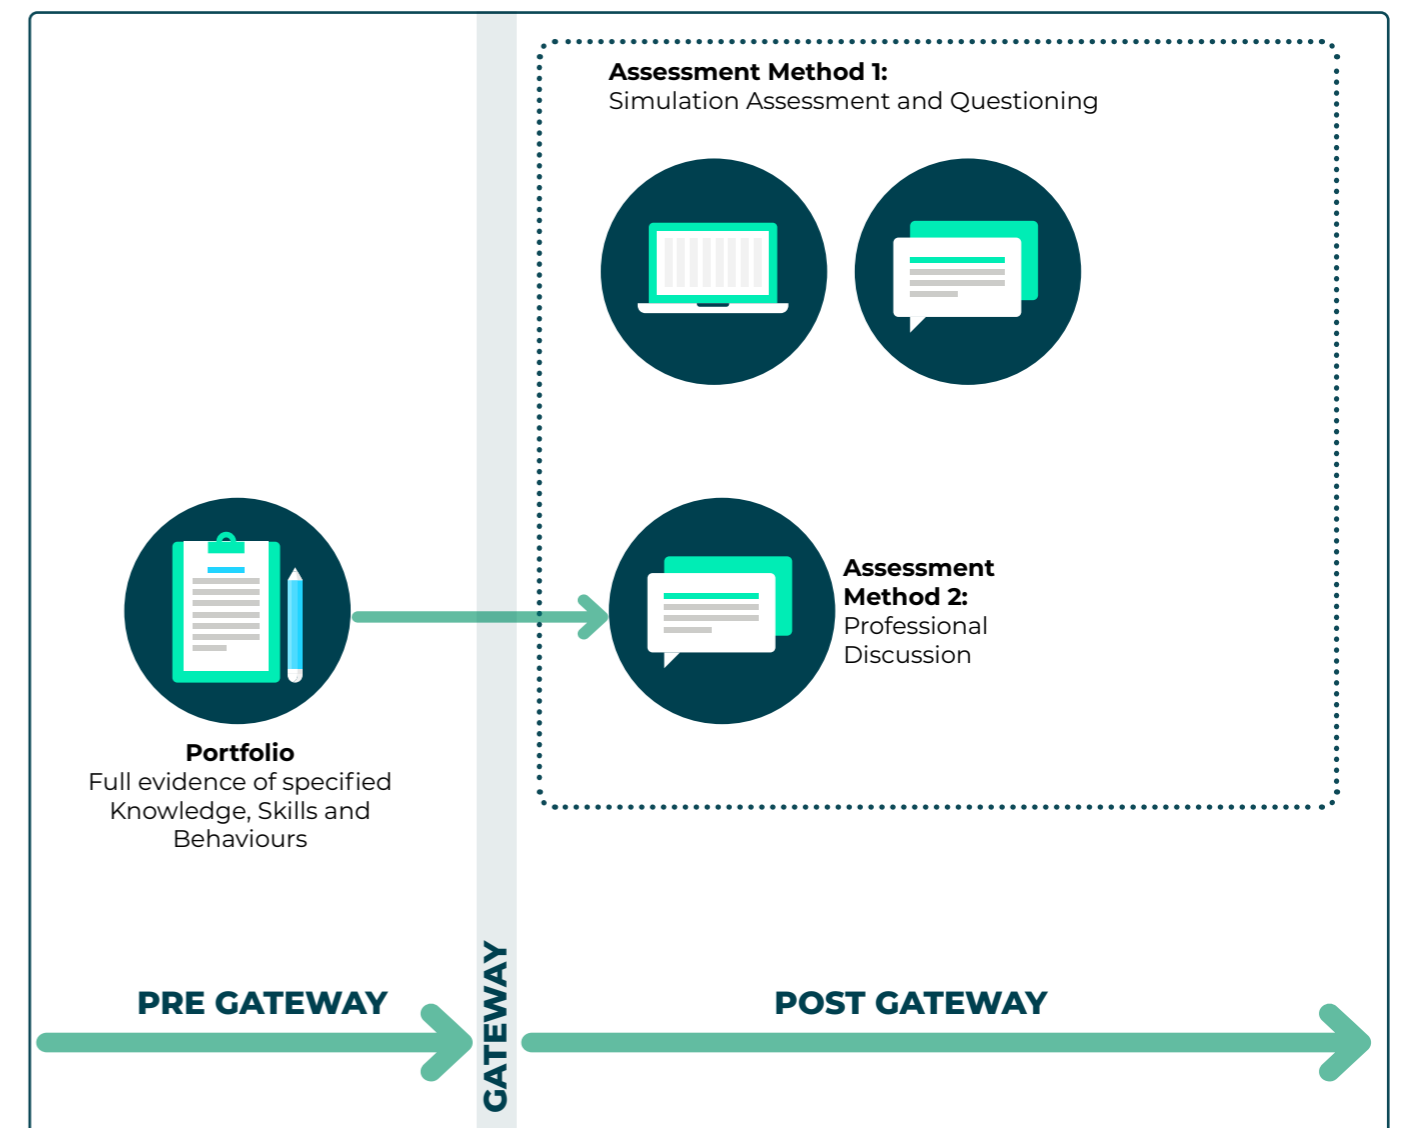 Assessment Method 1:
Simulation Assessment and Questioning
Assessment
Method 2:
Professional
Discussion
Portfolio
Full evidence of specified
Knowledge, Skills and
Behaviours
PRE GATEWAY
GATEWAY
POST GATEWAY